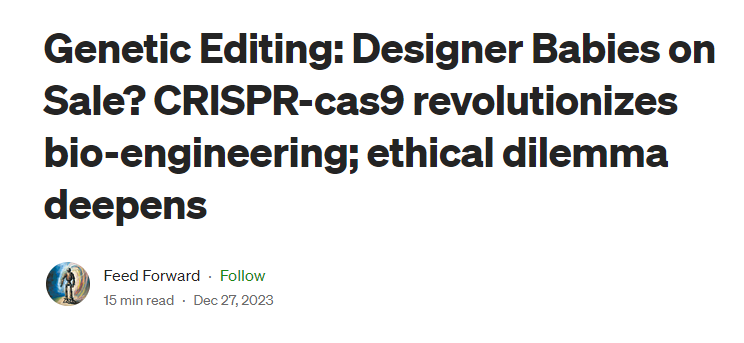 Genetic Editing: Designer Babies on
Sale? CRISPR-cas9 revolutionizes
bio-engineering; ethical dilemma
deepens
Feed Forward · Follow
15 min read · Dec 27, 2023